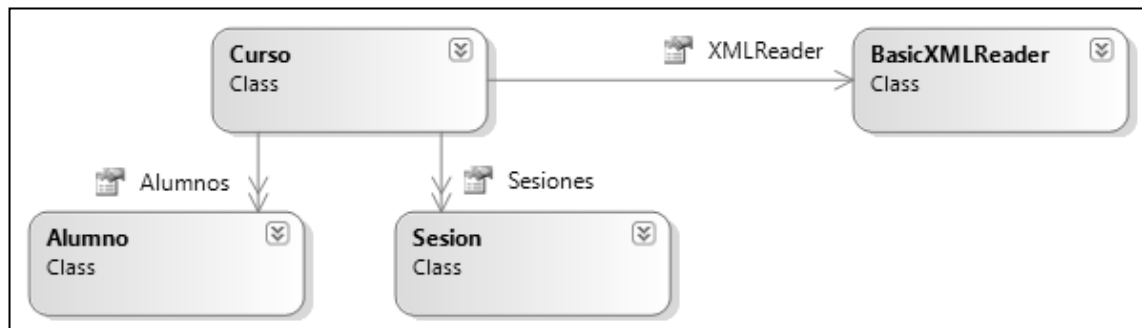 Curso
Class
XMLReader
BasicXMLReader
Class
Alumnos
Sesiones
Alumno
Class
Sesion
Class